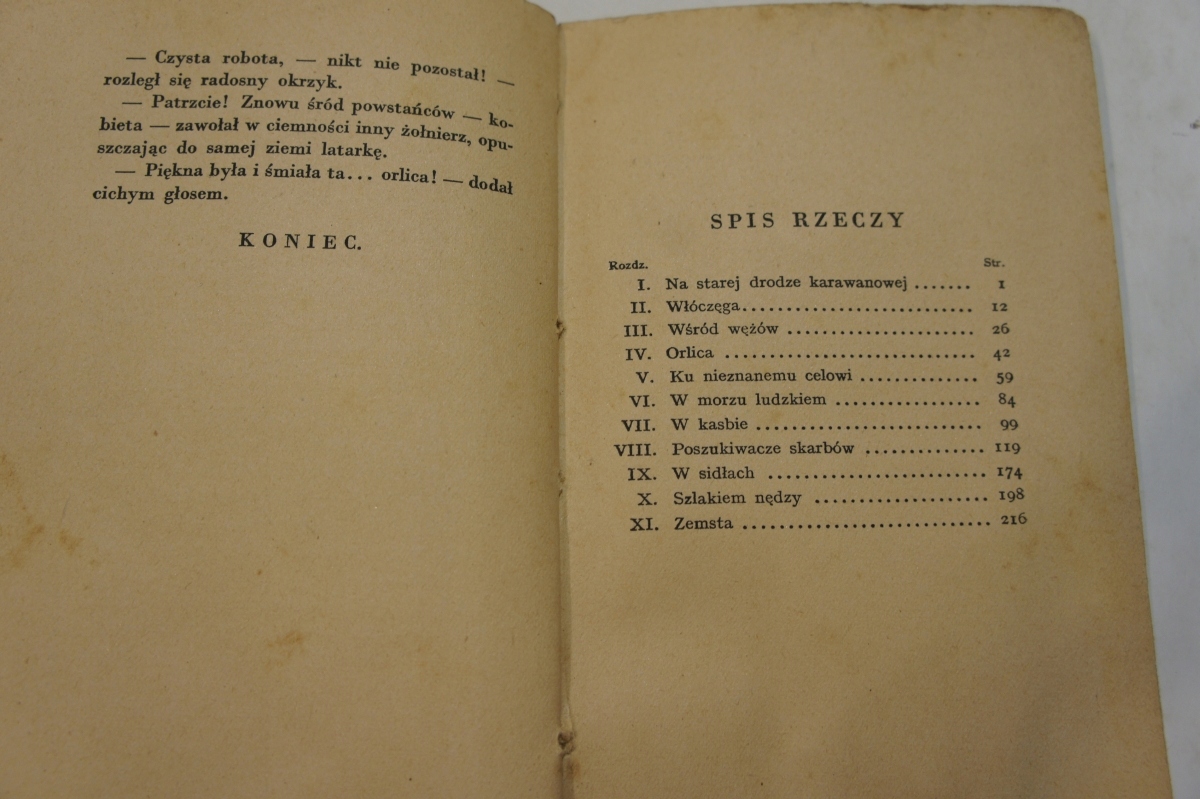 — Czysta robota, — nikt nie pozostał! —
rozległ się radosny okrzyk.
— Patrzcie! Znowu śród powstańców — ko-
bieta — zawołał w ciemności inny żołnierz, opu-
szczając do samej ziemi latarkę.
— Piękna była i śmiała ta... orlica! — dodał
cichym głosem.
KONIEC.
SPIS RZECZY
Rozdz. Str.
I. Na starej drodze karawanowej ....... 1
II. Włóczęga......................... 12
III. Wśród wężów .................... 26
IV. Orlica ........................... 42
V. Ku nieznanemu celowi ............. 59
VI. W morzu ludzkiem ................ 84
VII. W kasbie ......................... 99
VIII. Poszukiwacze skarbów ............. 119
IX. W sidłach ........................ 174
X. Szlakiem nędzy ................... 198
XI. Zemsta ........................... 216